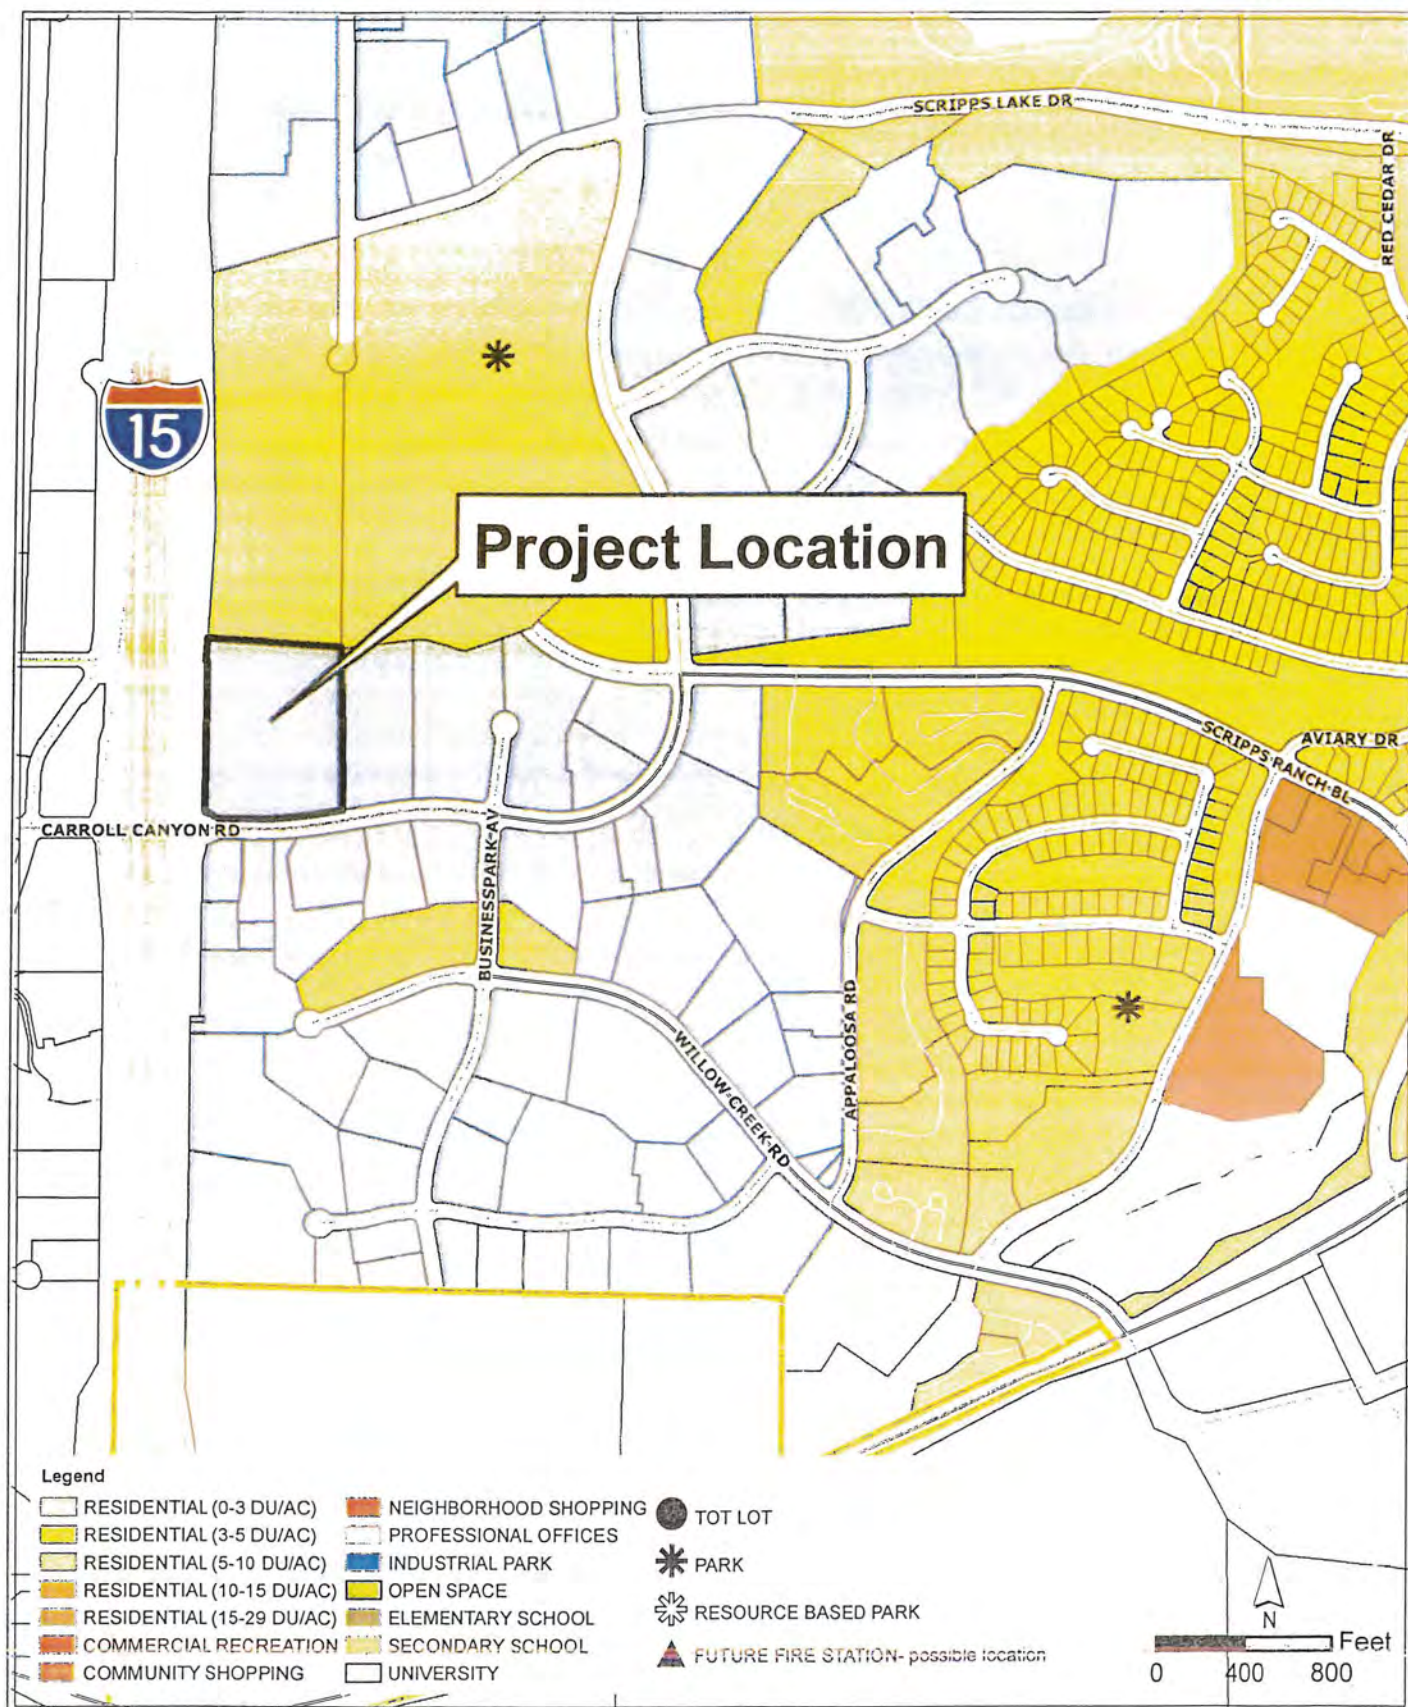 SCRIPPS LAKE DR
RED CEDAR DR
15
Project Location
SCRIPPS RANCH BL
AVIARY DR
CARROLL CANYON RD
BUSINESSPARK AV
APPALOOSA RD
WILLOW CREEK RD
Legend
RESIDENTIAL (0-3 DU/AC)
RESIDENTIAL (3-5 DU/AC)
RESIDENTIAL (5-10 DU/AC)
RESIDENTIAL (10-15 DU/AC)
RESIDENTIAL (15-29 DU/AC)
COMMERCIAL RECREATION
COMMUNITY SHOPPING
NEIGHBORHOOD SHOPPING
PROFESSIONAL OFFICES
INDUSTRIAL PARK
OPEN SPACE
ELEMENTARY SCHOOL
SECONDARY SCHOOL
UNIVERSITY
TOT LOT
PARK
RESOURCE BASED PARK
FUTURE FIRE STATION- possible location
N
Feet
0 400 800